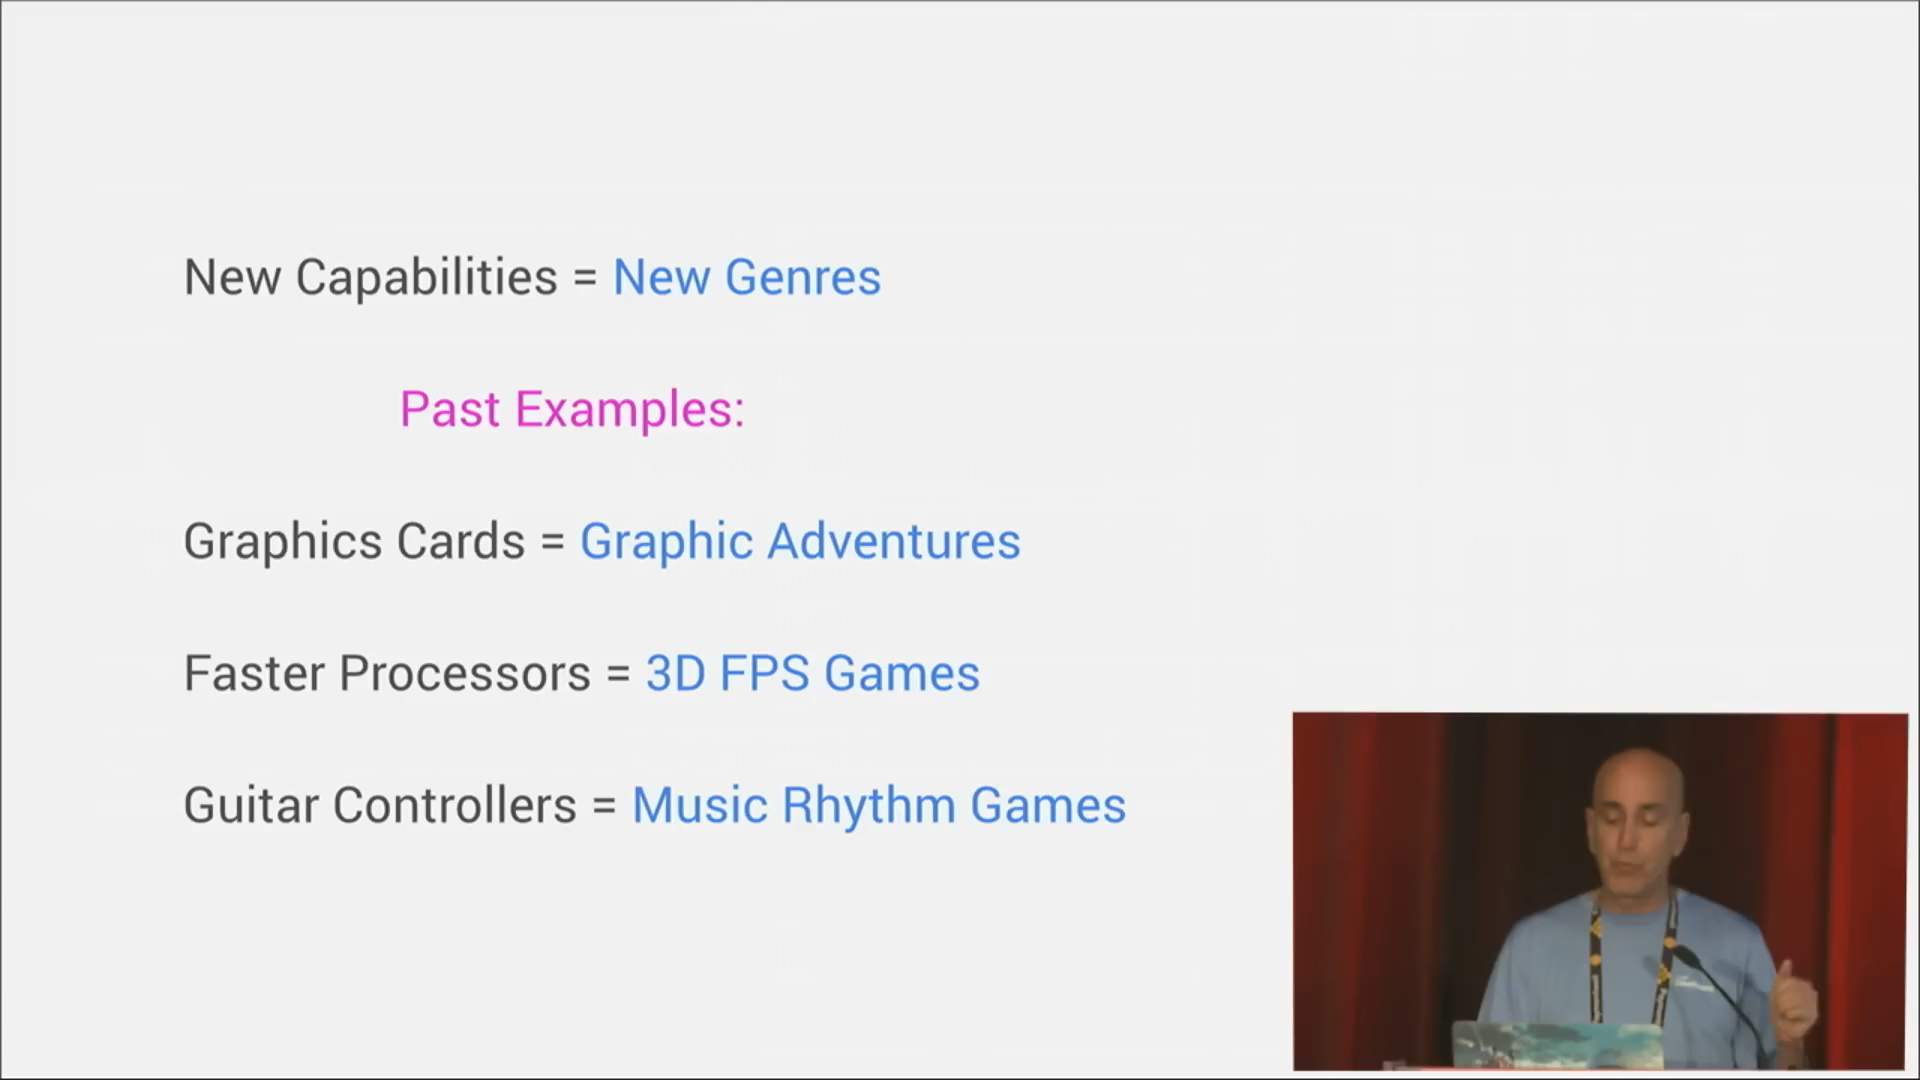 New Capabilities = New Genres
Past Examples:
Graphics Cards = Graphic Adventures
Faster Processors = 3D FPS Games
Guitar Controllers = Music Rhythm Games